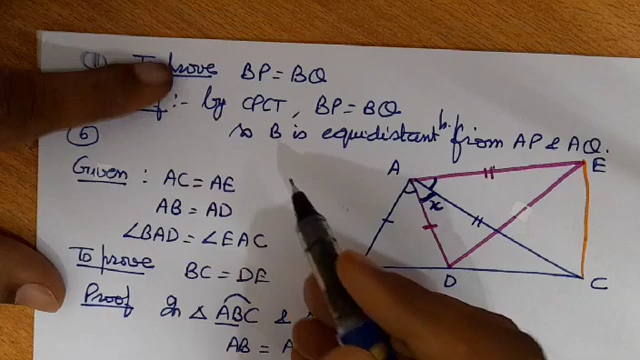 To prove BP = BQ
:- by CPCT, BP = BQ
so B is equidistant from AP & AQ.
6
Given : AC = AE
AB = AD
∠BAD = ∠EAC
To prove BC = DE
Proof In Δ ABC &
AB = A
A
E
x
D
C